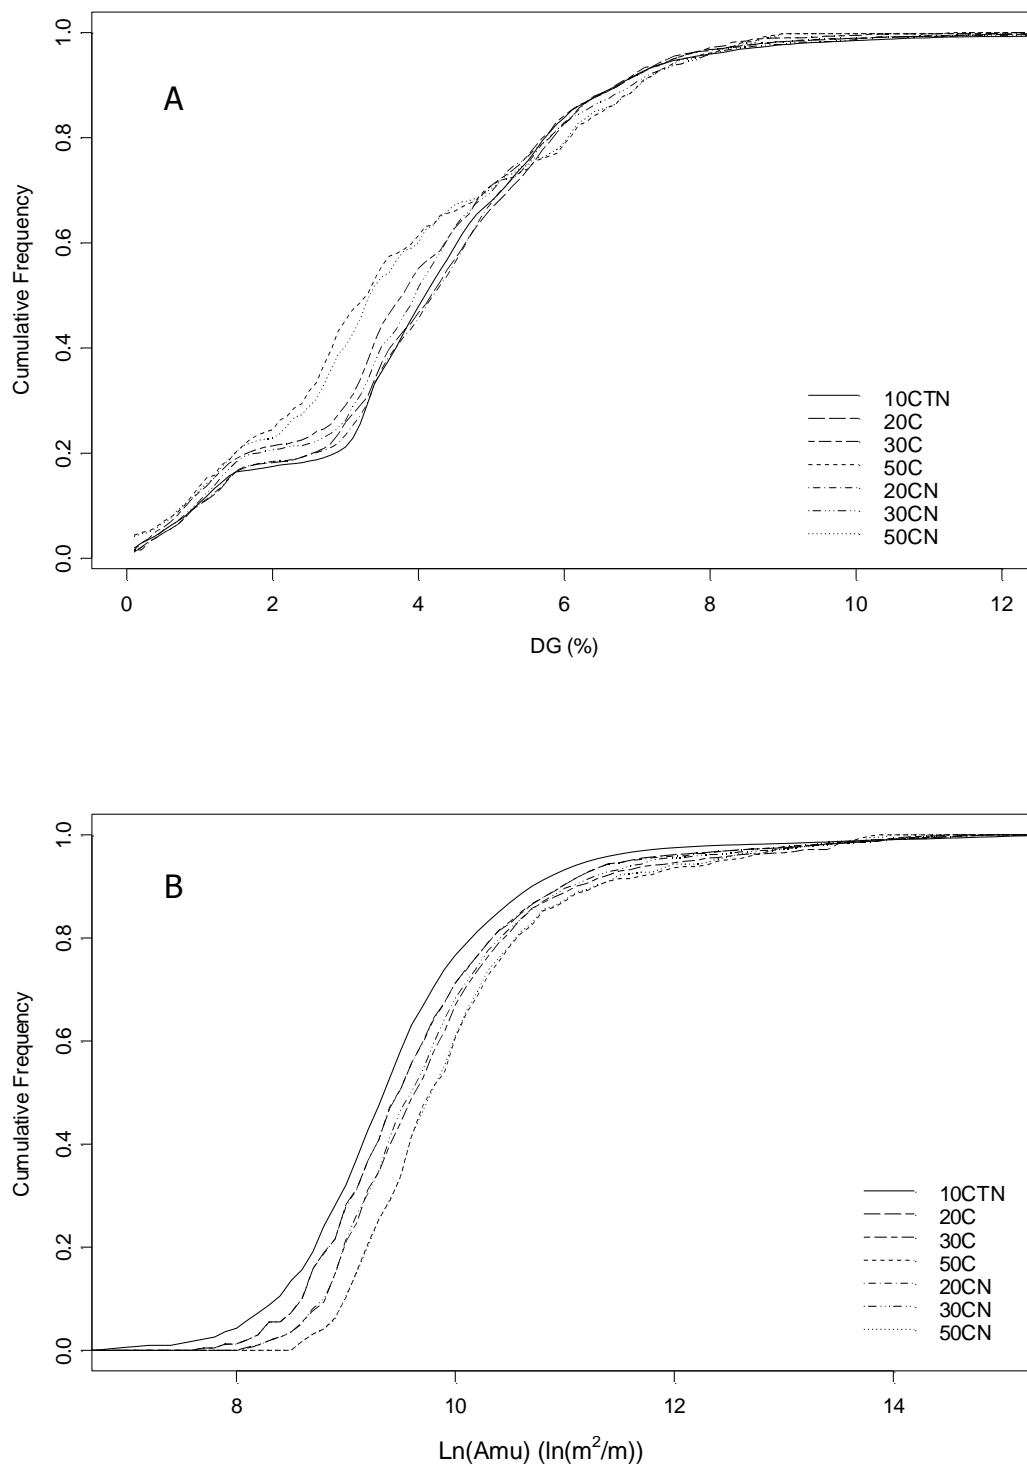 A
Cumulative Frequency
1.0
0.8
0.6
0.4
0.2
0.0
10CTN
20C
30C
50C
20CN
30CN
50CN
0 2 4 6 8 10 12
DG (%)
B
Cumulative Frequency
1.0
0.8
0.6
0.4
0.2
0.0
10CTN
20C
30C
50C
20CN
30CN
50CN
8 10 12 14
Ln(Amu) (ln(m²/m))